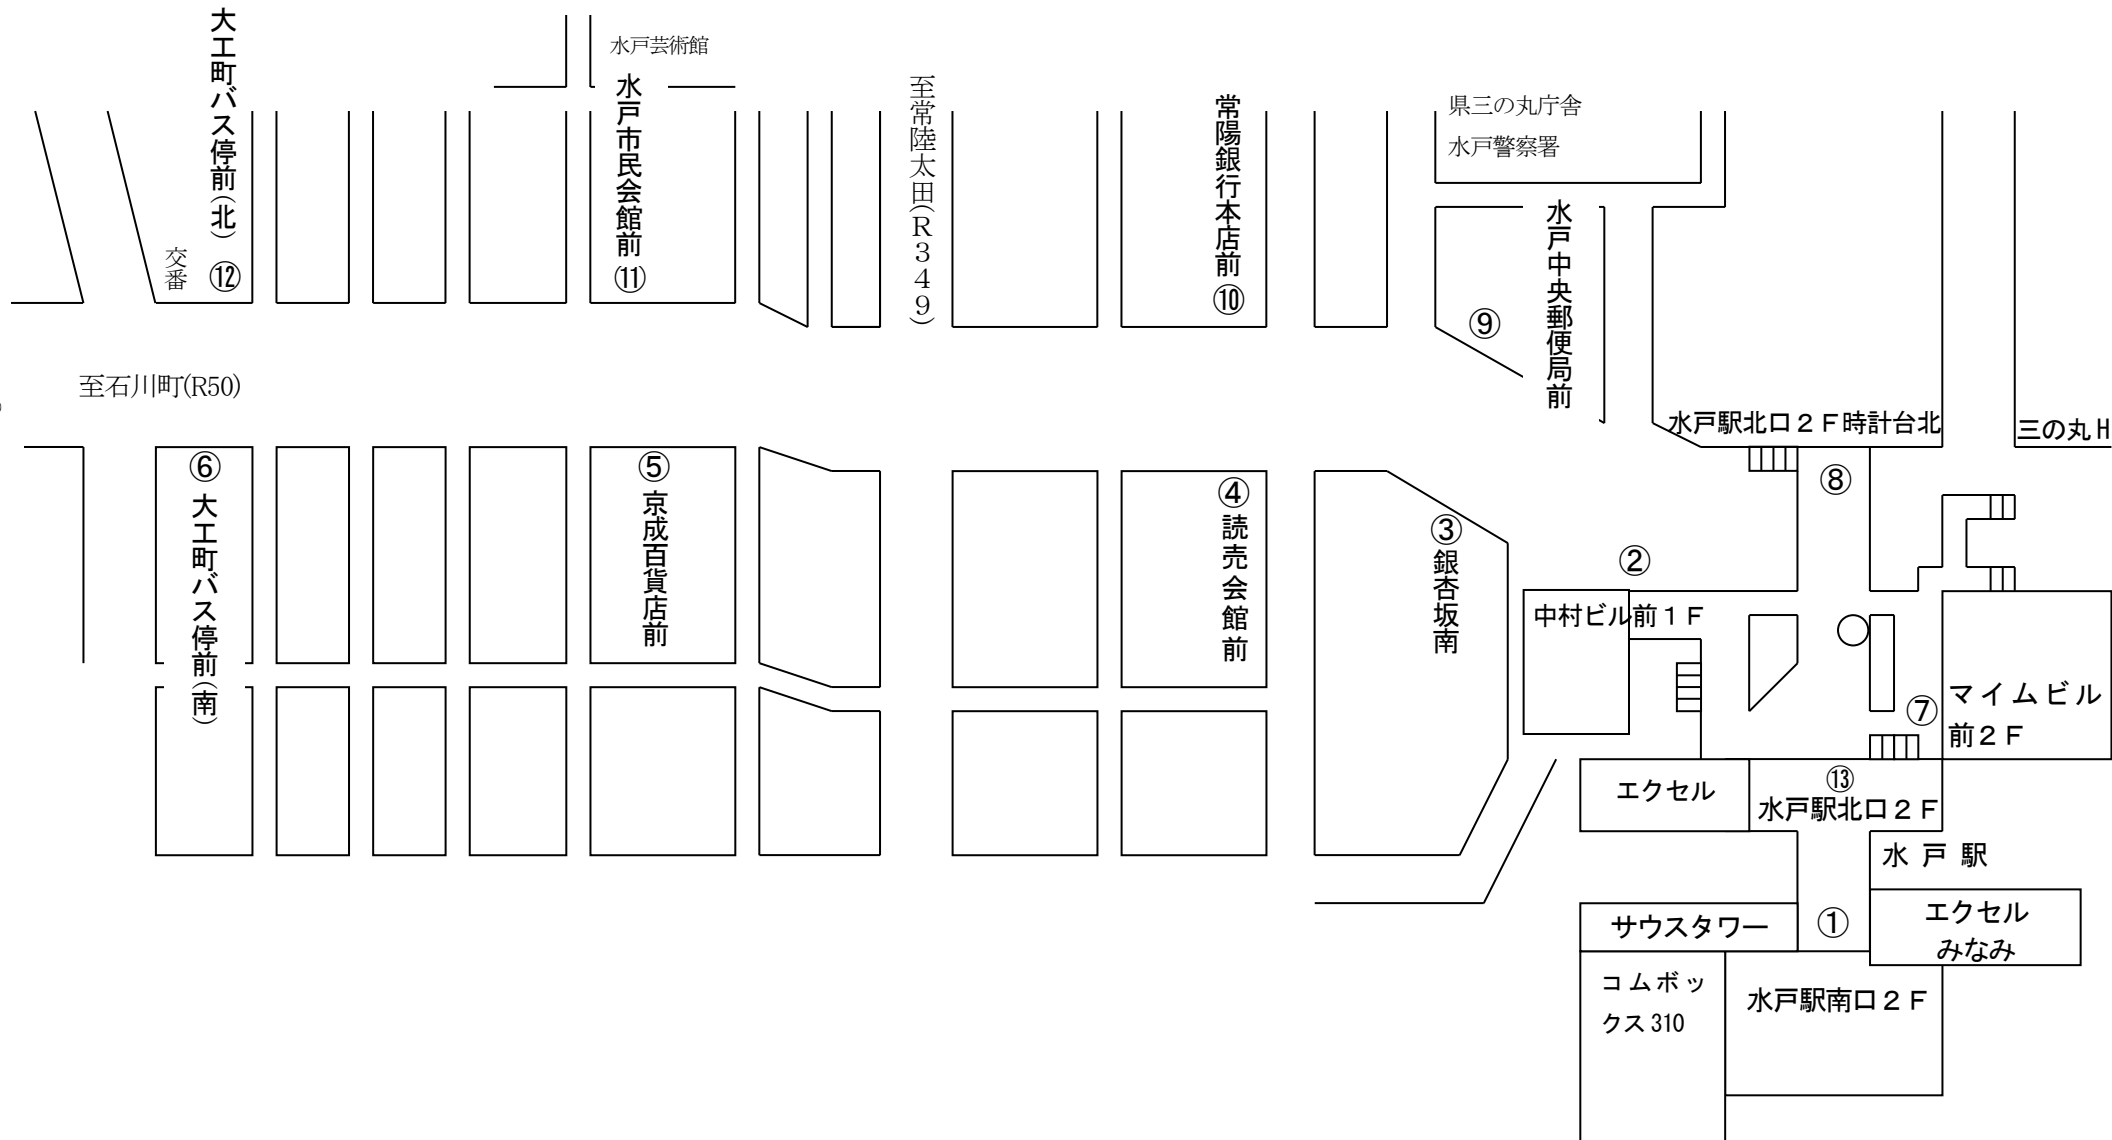 大工町バス停前(北) ⑫
交番
水戸芸術館
水戸市民会館前 ⑪
至常陸太田(R349)
常陽銀行本店前 ⑩
県三の丸庁舎
水戸警察署
⑨
水戸中央郵便局前
至石川町(R50)
水戸駅北口2F時計台北
⑧
三の丸H
⑥ 大工町バス停前(南)
⑤ 京成百貨店前
④ 読売会館前
③ 銀杏坂南
②
中村ビル前1F
⑦
マイムビル
前2F
エクセル
⑬
水戸駅北口2F
水戸駅
サウスタワー
①
エクセル
みなみ
コムボッ
クス310
水戸駅南口2F